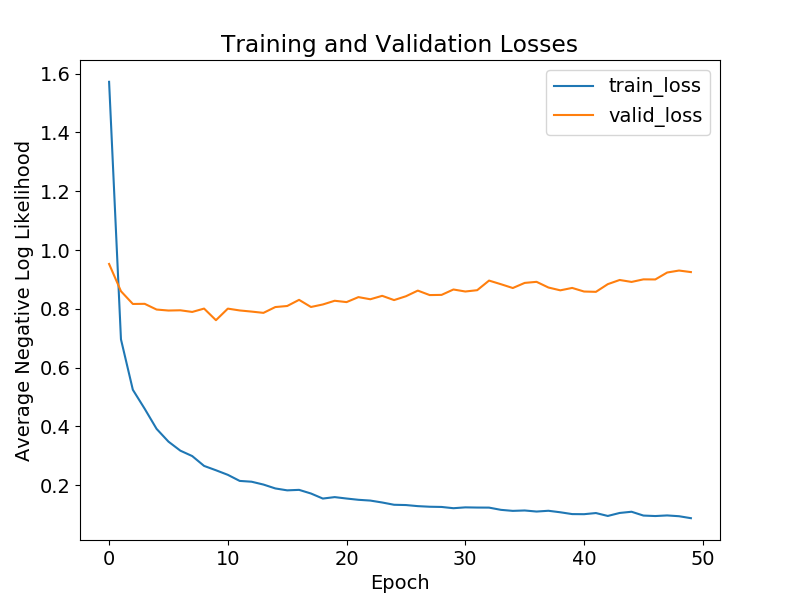 Training and Validation Losses
train_loss
valid_loss
Average Negative Log Likelihood
1.6
1.4
1.2
1.0
0.8
0.6
0.4
0.2
0 10 20 30 40 50
Epoch